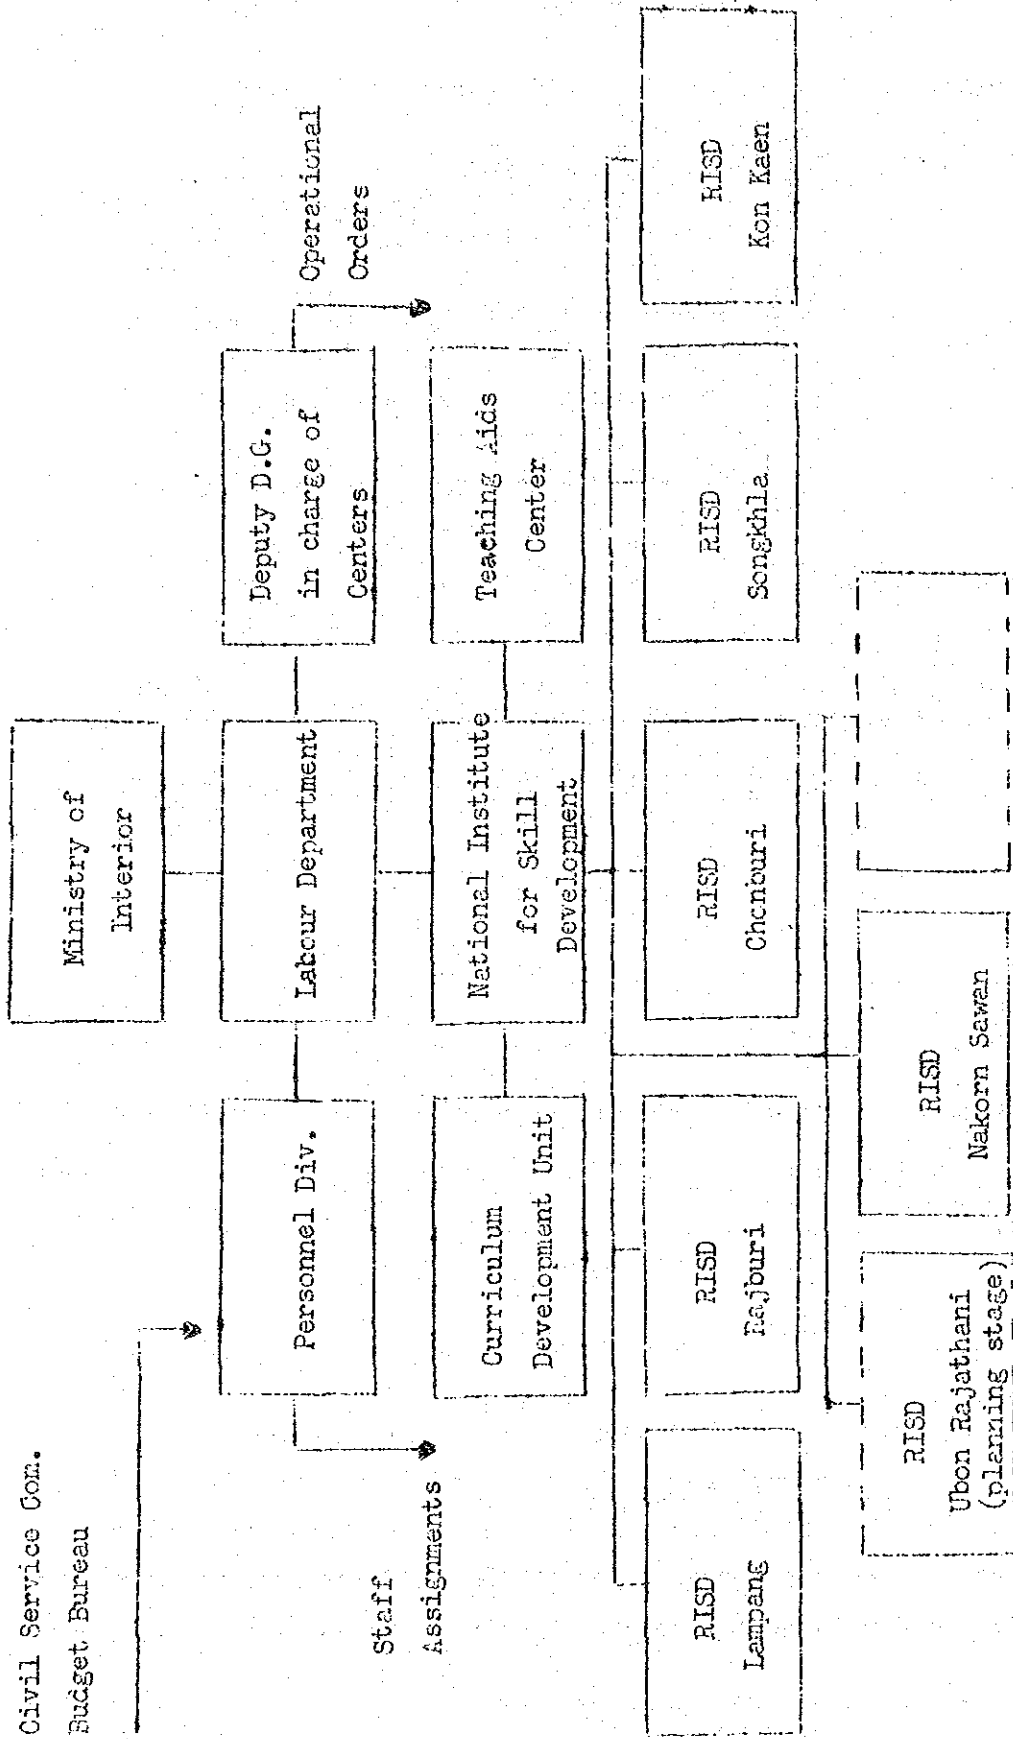 Civil Service Com.
Budget Bureau
Ministry of
Interior
Personnel Div.
Labour Department
Deputy D.G.
in charge of
Centers
Staff
Assignments
Operational
Orders
Curriculum
Development Unit
National Institute
for Skill
Development
Teaching Aids
Center
RISD
Lampang
RISD
Rajburi
RISD
Chonburi
RISD
Songkhla
RISD
Kon Kaen
RISD
Ubon Rajathani
(planning stage)
RISD
Nakorn Sawan